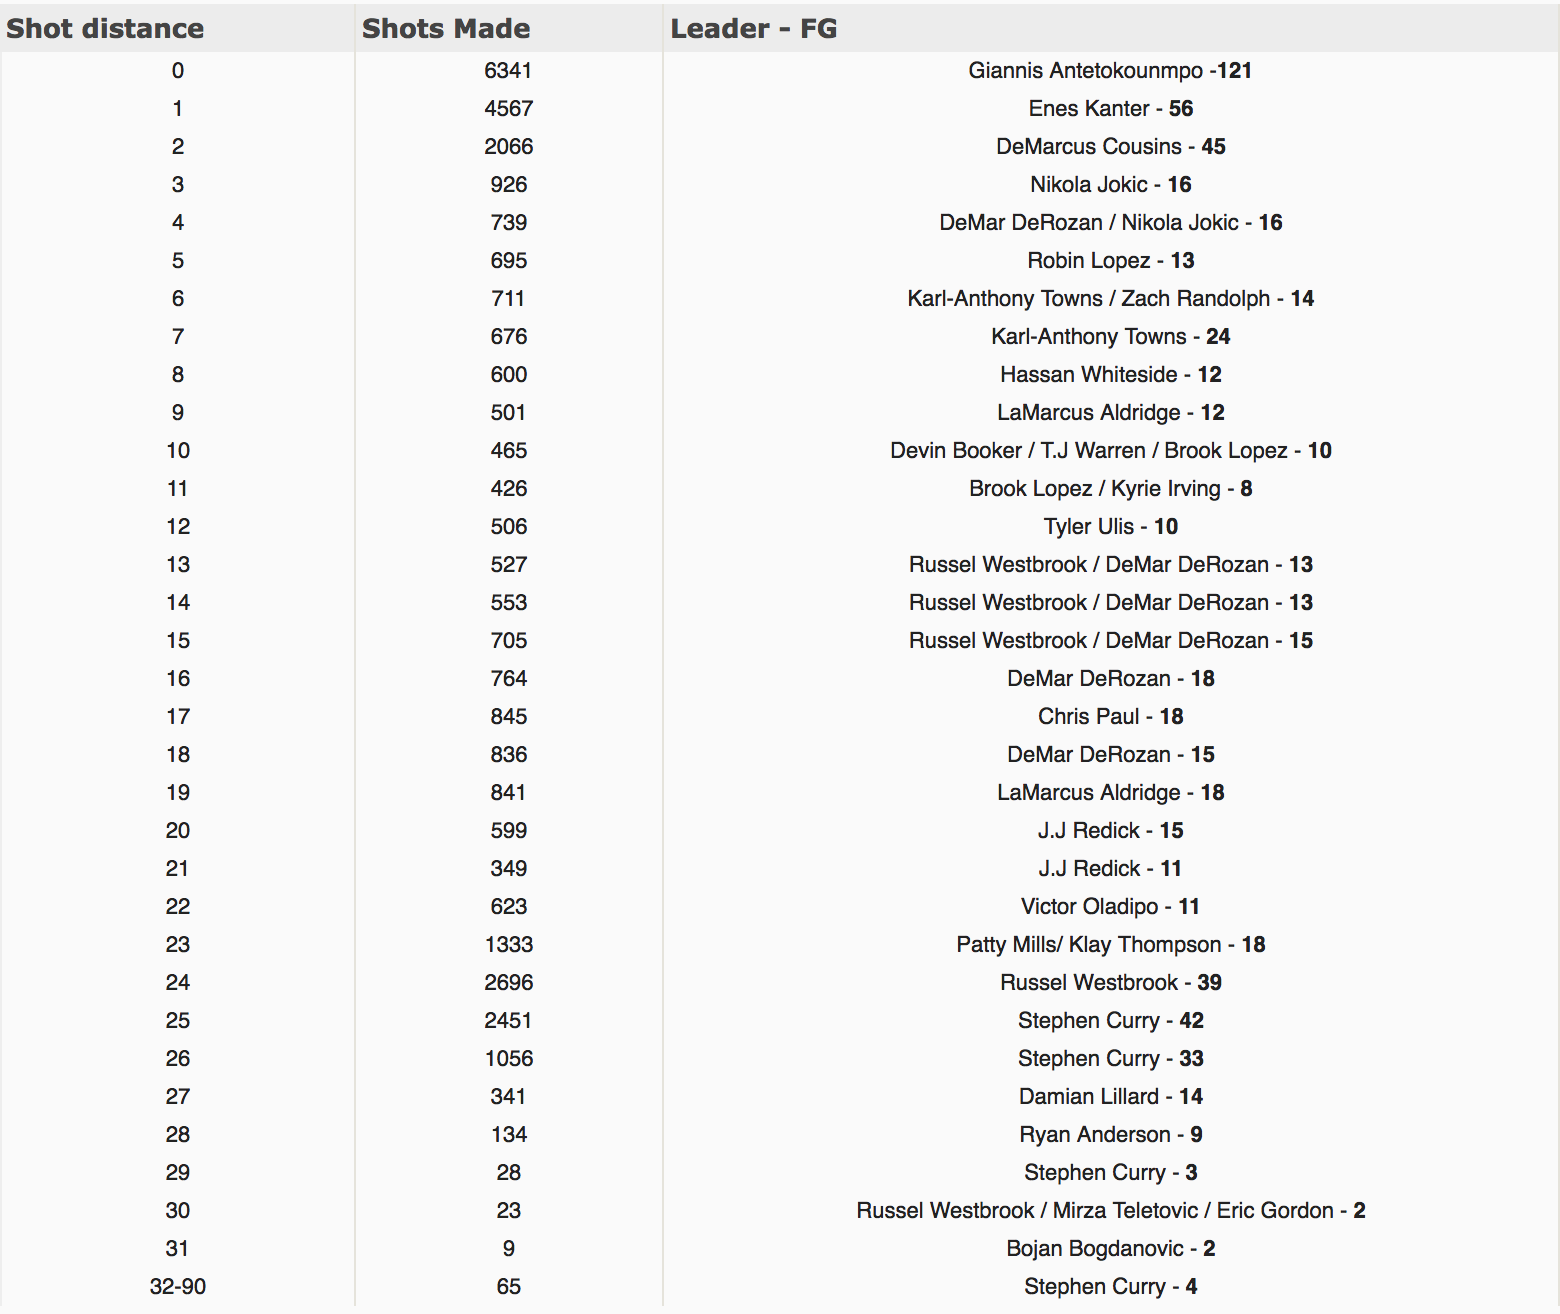 Shot distance Shots Made Leader - FG
0 6341 Giannis Antetokounmpo -121
1 4567 Enes Kanter - 56
2 2066 DeMarcus Cousins - 45
3 926 Nikola Jokic - 16
4 739 DeMar DeRozan / Nikola Jokic - 16
5 695 Robin Lopez - 13
6 711 Karl-Anthony Towns / Zach Randolph - 14
7 676 Karl-Anthony Towns - 24
8 600 Hassan Whiteside - 12
9 501 LaMarcus Aldridge - 12
10 465 Devin Booker / T.J Warren / Brook Lopez - 10
11 426 Brook Lopez / Kyrie Irving - 8
12 506 Tyler Ulis - 10
13 527 Russel Westbrook / DeMar DeRozan - 13
14 553 Russel Westbrook / DeMar DeRozan - 13
15 705 Russel Westbrook / DeMar DeRozan - 15
16 764 DeMar DeRozan - 18
17 845 Chris Paul - 18
18 836 DeMar DeRozan - 15
19 841 LaMarcus Aldridge - 18
20 599 J.J Redick - 15
21 349 J.J Redick - 11
22 623 Victor Oladipo - 11
23 1333 Patty Mills/ Klay Thompson - 18
24 2696 Russel Westbrook - 39
25 2451 Stephen Curry - 42
26 1056 Stephen Curry - 33
27 341 Damian Lillard - 14
28 134 Ryan Anderson - 9
29 28 Stephen Curry - 3
30 23 Russel Westbrook / Mirza Teletovic / Eric Gordon - 2
31 9 Bojan Bogdanovic - 2
32-90 65 Stephen Curry - 4